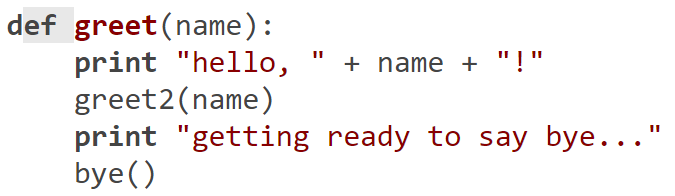 def greet(name):
    print "hello, " + name + "!"
    greet2(name)
    print "getting ready to say bye..."
    bye()